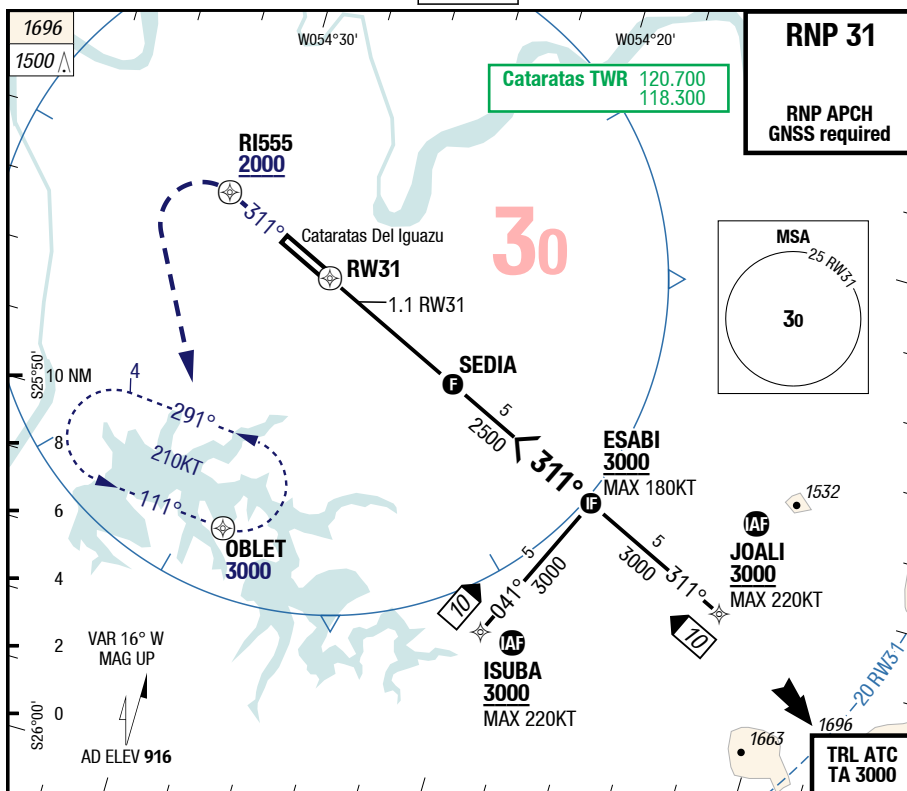 1696
1500
W054°30'
W054°20'
RNP 31
RNP APCH
GNSS required
Cataratas TWR 120.700
118.300
RI555
2000
311°
Cataratas Del Iguazu
RW31
1.1 RW31
30
MSA
25 RW31
30
SEDIA
F
5
2500
311°
ESABI
3000
MAX 180KT
IF
S25°50'
10 NM
8
6
4
2
0
S26°00'
4
291°
210KT
111°
OBLET
3000
5
3000
041°
10
IAF
ISUBA
3000
MAX 220KT
5
3000
311°
10
1532
IAF
JOALI
3000
MAX 220KT
VAR 16° W
MAG UP
AD ELEV 916
20 RW31
1696
1663
TRL ATC
TA 3000